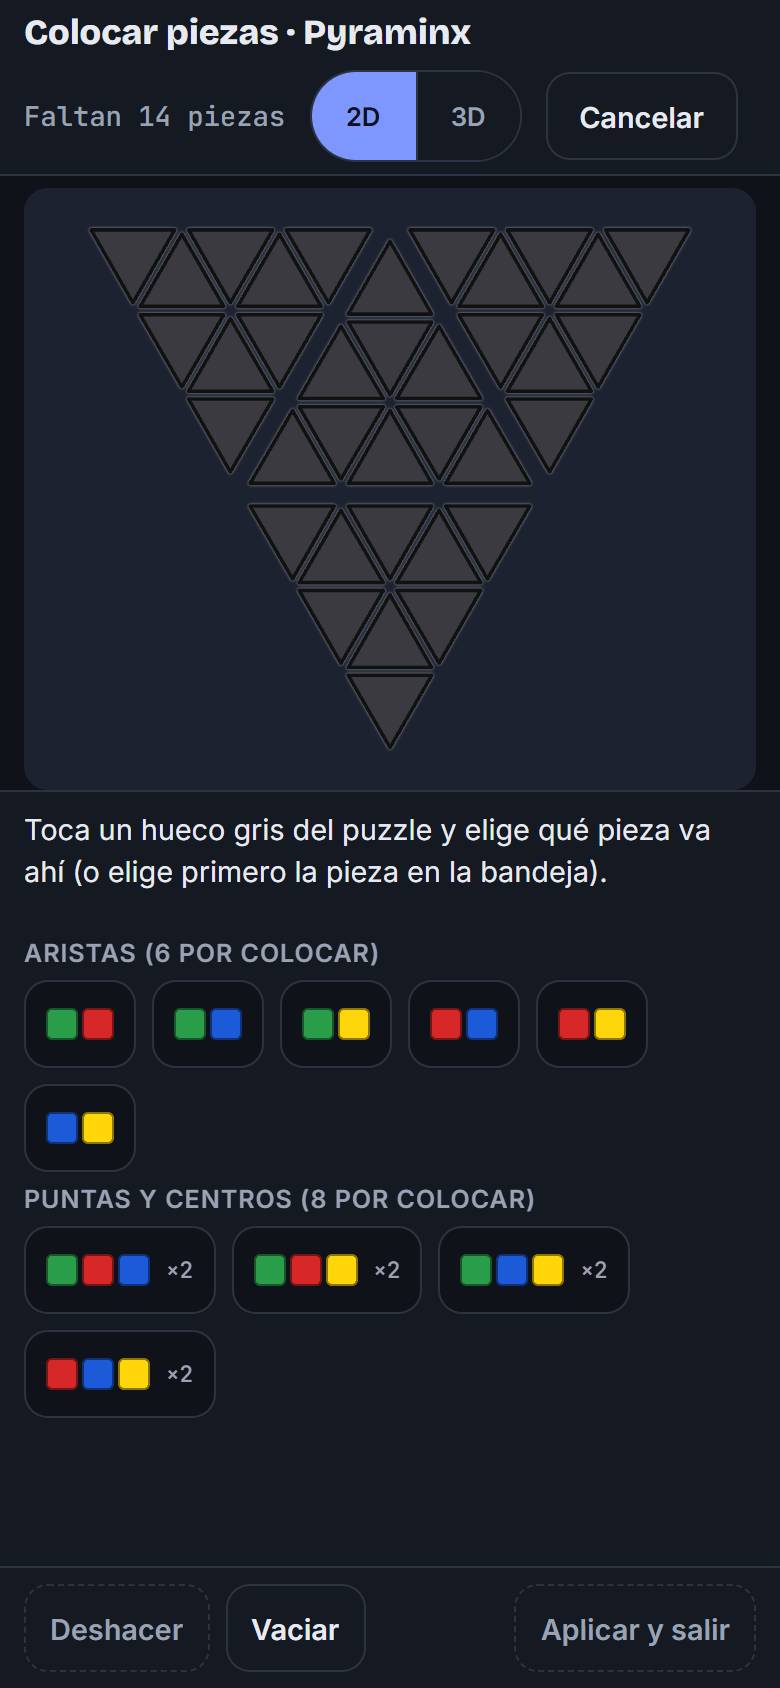 Colocar piezas · Pyraminx
Faltan 14 piezas
2D
3D
Cancelar
Toca un hueco gris del puzzle y elige qué pieza va
ahí (o elige primero la pieza en la bandeja).
ARISTAS (6 POR COLOCAR)
PUNTAS Y CENTROS (8 POR COLOCAR)
×2
×2
×2
×2
Deshacer
Vaciar
Aplicar y salir